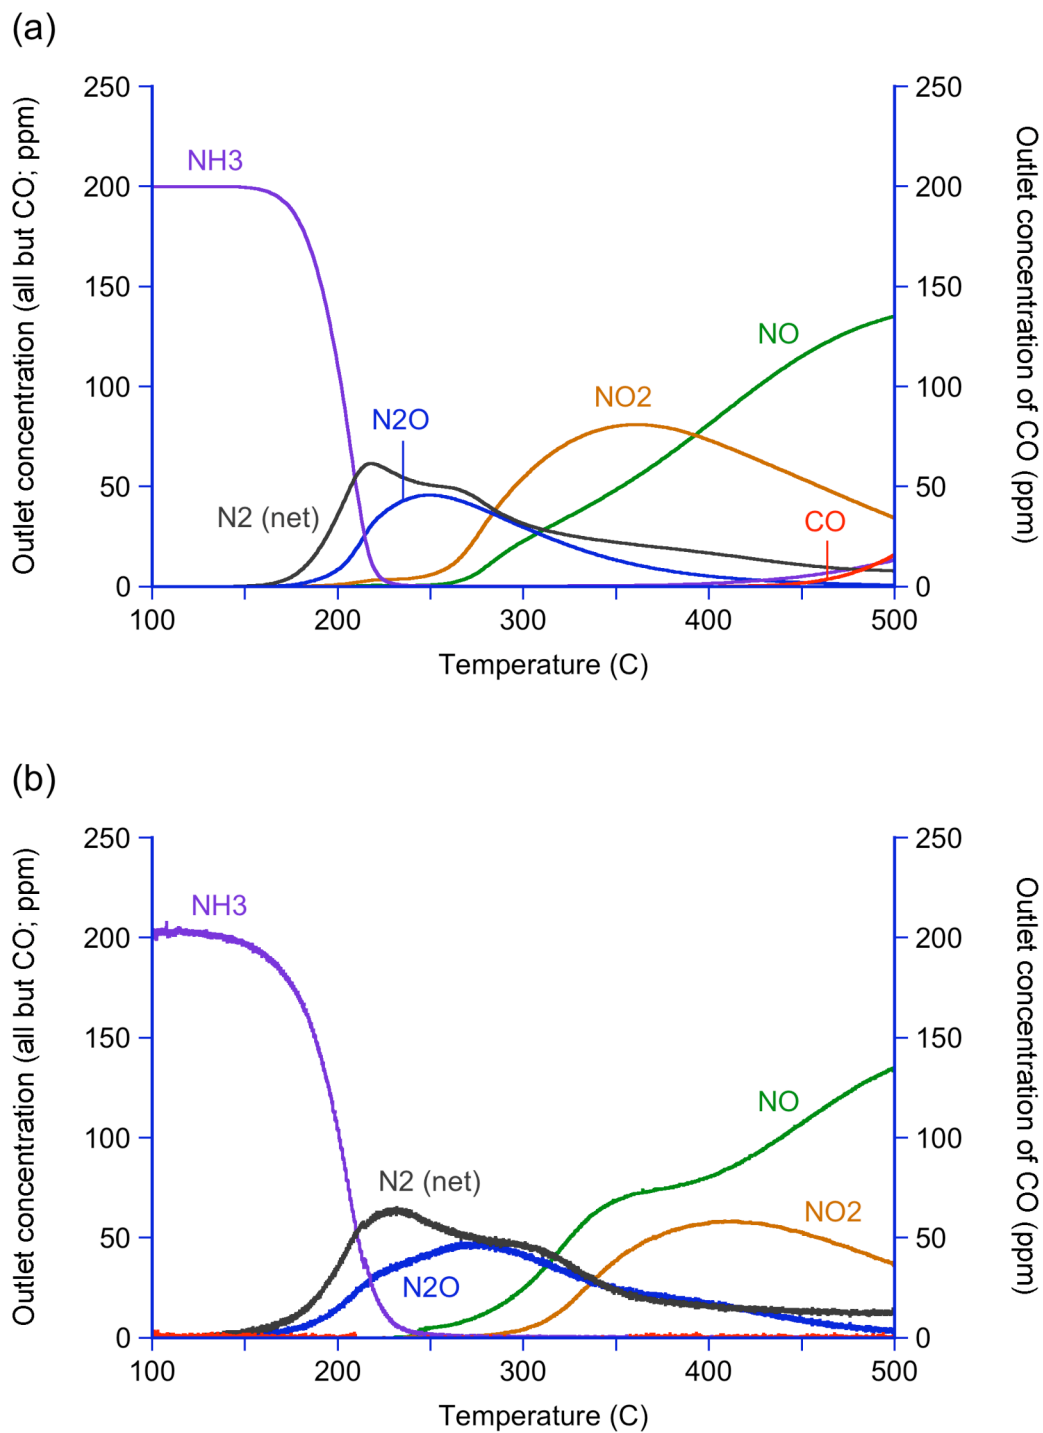 (a)
Outlet concentration (all but CO; ppm)
250
200
150
100
50
0
NH3
N2O
N2 (net)
NO2
NO
CO
250
200
150
100
50
0
Outlet concentration of CO (ppm)
100
200
300
400
500
Temperature (C)
(b)
Outlet concentration (all but CO; ppm)
250
200
150
100
50
0
NH3
N2 (net)
N2O
NO
NO2
250
200
150
100
50
0
Outlet concentration of CO (ppm)
100
200
300
400
500
Temperature (C)